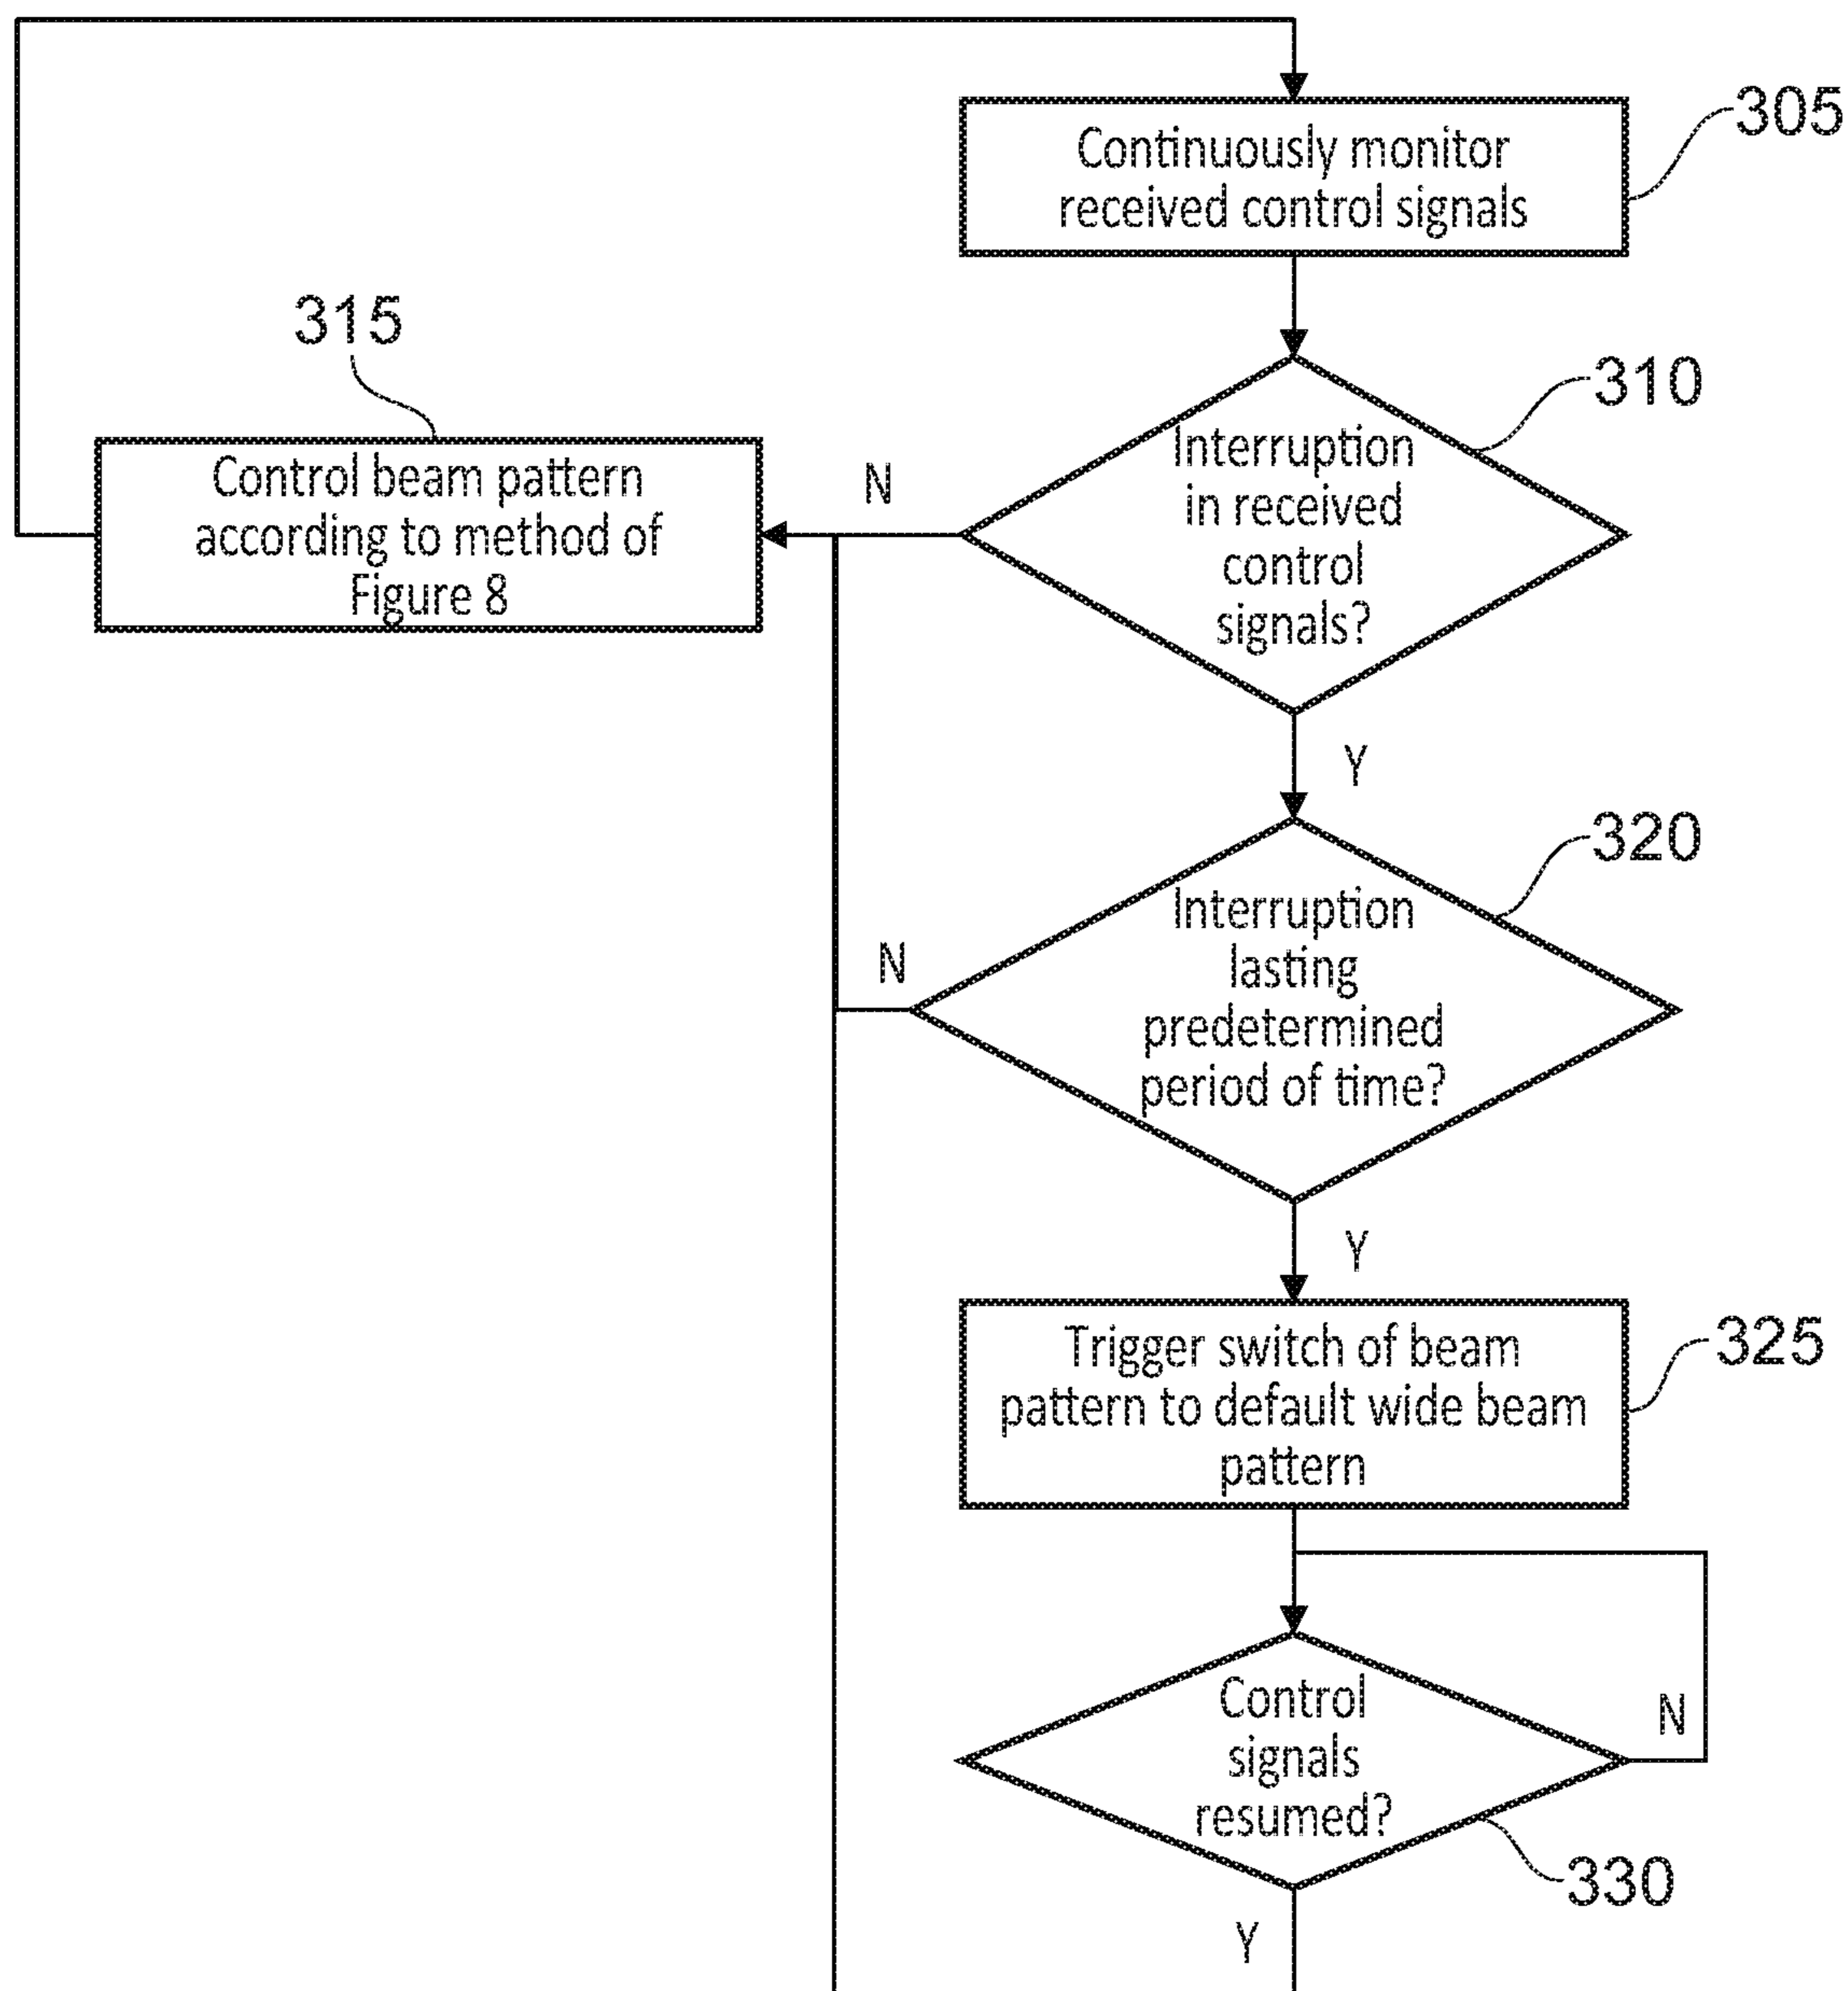 Continuously monitor
received control signals
305
315
310
Interruption
in received
control
signals?
N
Control beam pattern
according to method of
Figure 8
Y
320
Interruption
lasting
predetermined
period of time?
N
Y
Trigger switch of beam
pattern to default wide beam
pattern
325
Control
signals
resumed?
N
330
Y